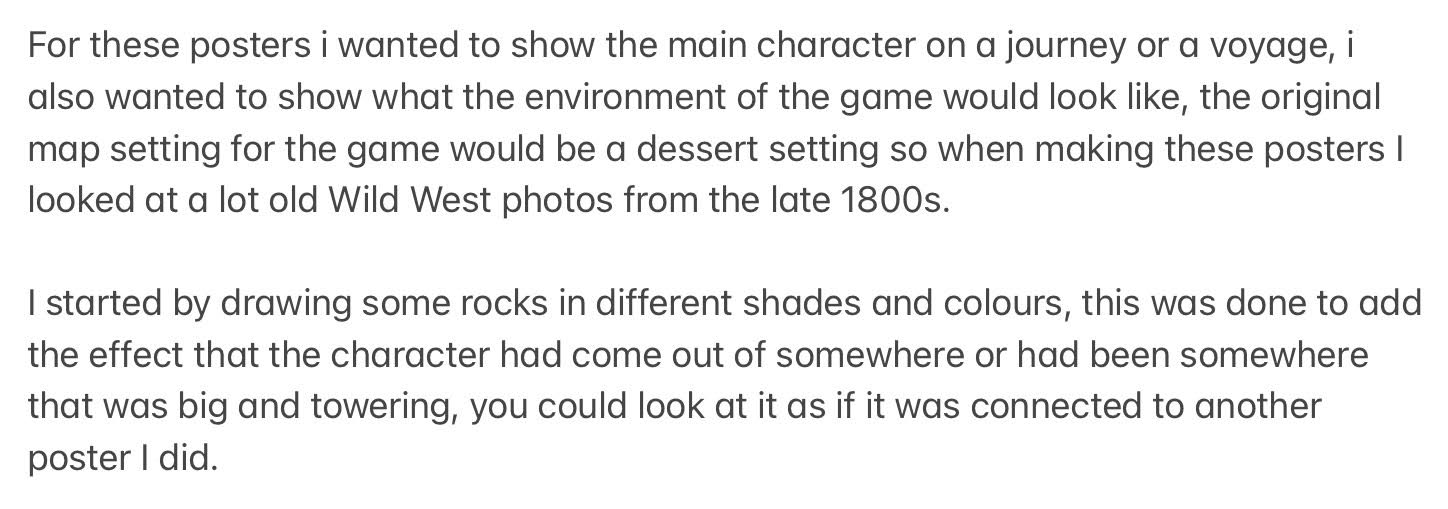 For these posters i wanted to show the main character on a journey or a voyage, i
also wanted to show what the environment of the game would look like, the original
map setting for the game would be a dessert setting so when making these posters I
looked at a lot old Wild West photos from the late 1800s.
I started by drawing some rocks in different shades and colours, this was done to add
the effect that the character had come out of somewhere or had been somewhere
that was big and towering, you could look at it as if it was connected to another
poster I did.